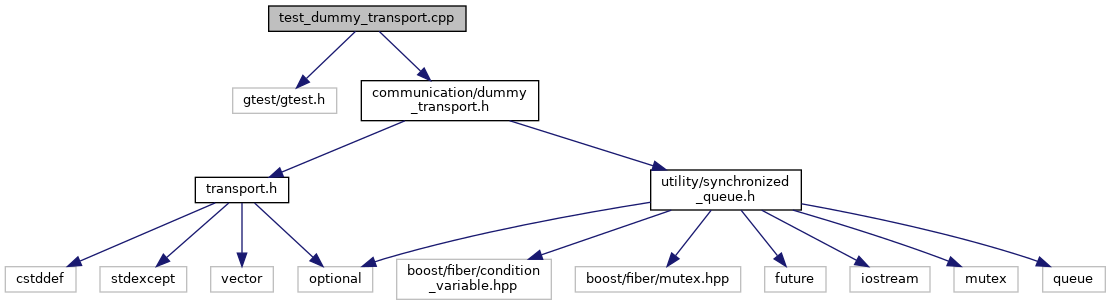 test_dummy_transport.cpp
gtest/gtest.h
communication/dummy
_transport.h
transport.h
utility/synchronized
_queue.h
cstddef
stdexcept
vector
optional
boost/fiber/condition
_variable.hpp
boost/fiber/mutex.hpp
future
iostream
mutex
queue